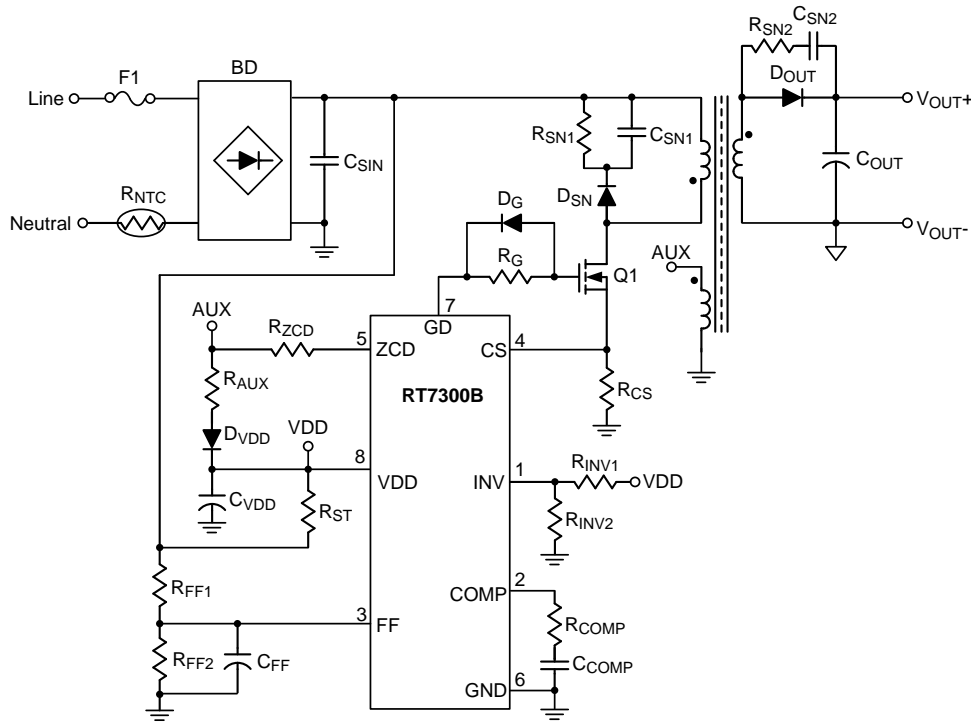 RSN2
CSN2
F1
BD
DOUT
Line
VOUT+
RSN1
CSN1
CSIN
COUT
RNTC
DSN
DG
Neutral
VOUT-
AUX
RG
Q1
7
AUX
GD
RZCD
5
4
ZCD
CS
RAUX
RT7300B
RCS
DVDD
VDD
8
1
RINV1
VDD
INV
VDD
CVDD
RST
RINV2
2
RFF1
COMP
3
RCOMP
FF
RFF2
CFF
CCOMP
6
GND